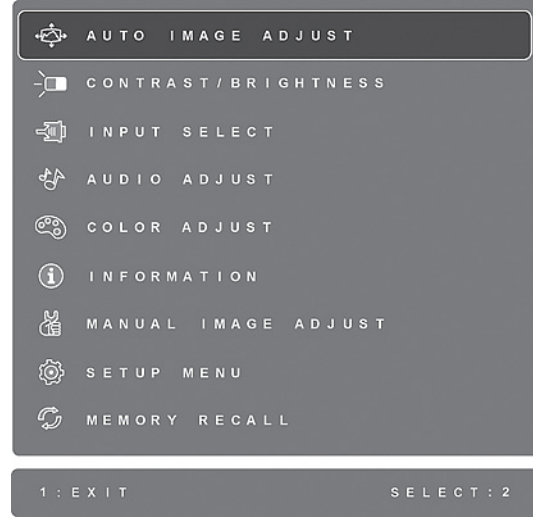 AUTO IMAGE ADJUST
CONTRAST/BRIGHTNESS
INPUT SELECT
AUDIO ADJUST
COLOR ADJUST
INFORMATION
MANUAL IMAGE ADJUST
SETUP MENU
MEMORY RECALL
1:EXIT SELECT:2